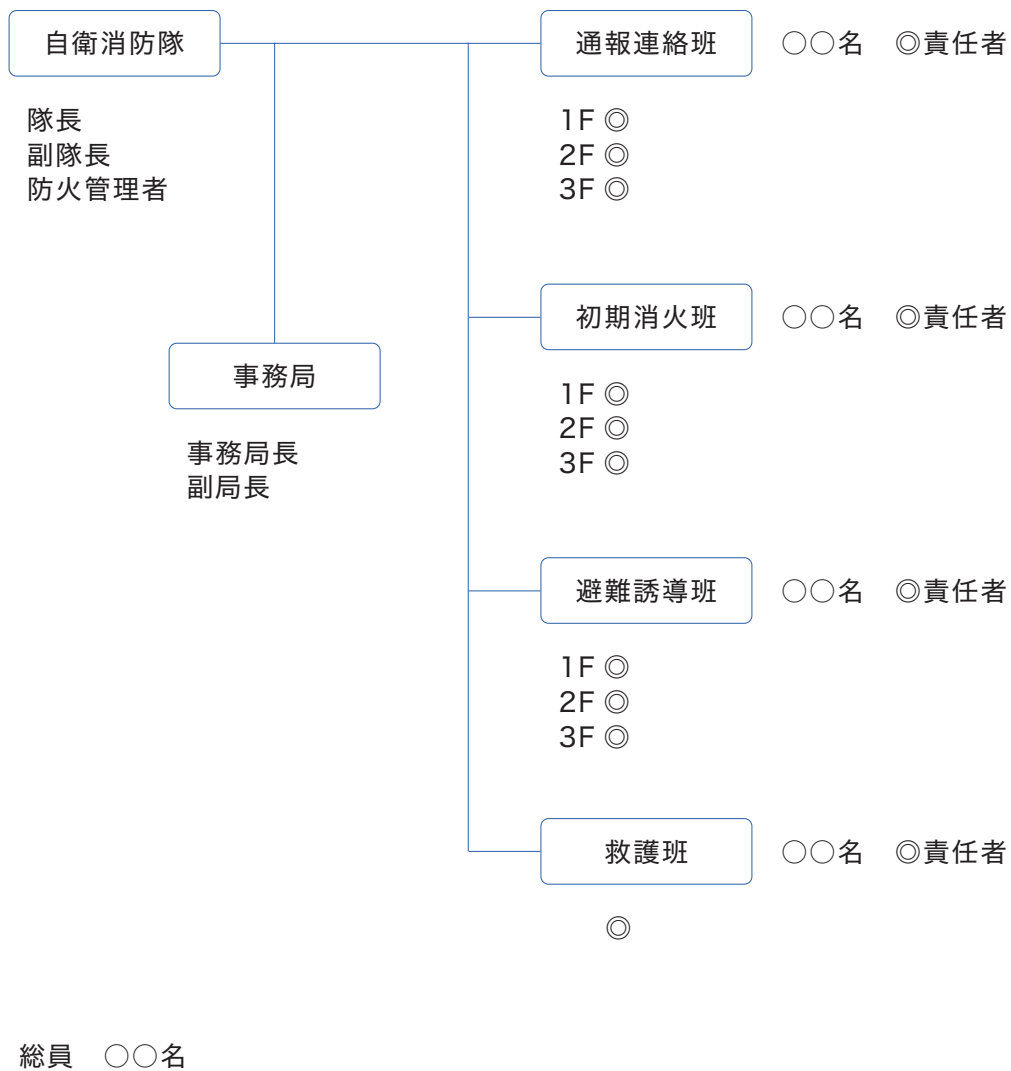 自衛消防隊
隊長
副隊長
防火管理者
事務局
事務局長
副局長
通報連絡班　○○名　◎責任者
1F ◎
2F ◎
3F ◎
初期消火班　○○名　◎責任者
1F ◎
2F ◎
3F ◎
避難誘導班　○○名　◎責任者
1F ◎
2F ◎
3F ◎
救護班　○○名　◎責任者
◎
総員　○○名